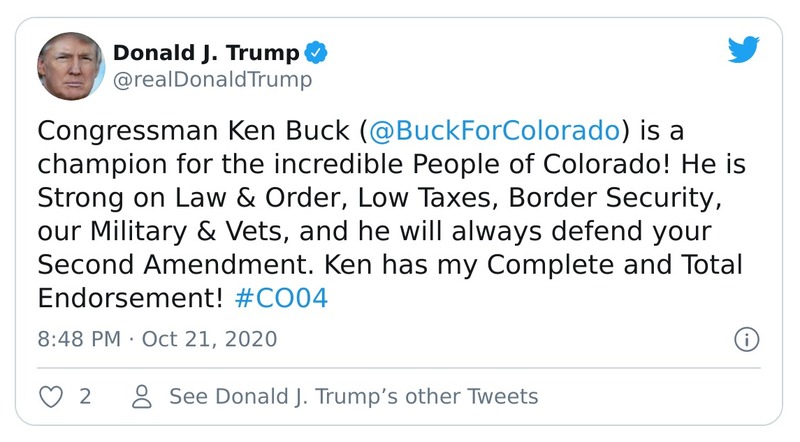 Donald J. Trump
@realDonaldTrump
Congressman Ken Buck (@BuckForColorado) is a
champion for the incredible People of Colorado! He is
Strong on Law & Order, Low Taxes, Border Security,
our Military & Vets, and he will always defend your
Second Amendment. Ken has my Complete and Total
Endorsement! #CO04
8:48 PM · Oct 21, 2020
2 See Donald J. Trump’s other Tweets